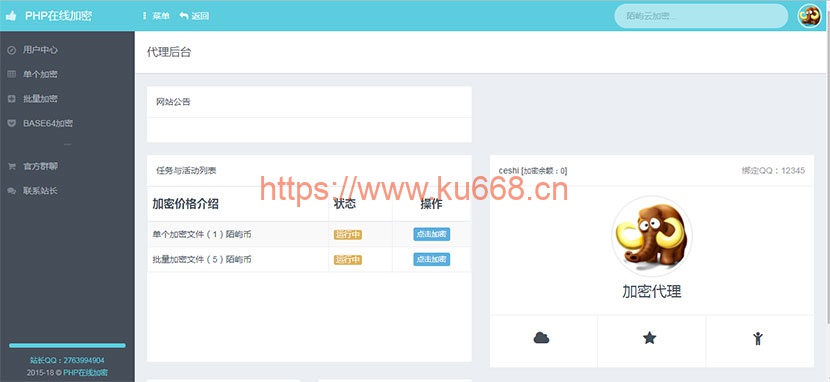 PHP在线加密
菜单 返回
陌屿云加密...
用户中心
单个加密
批量加密
BASE64加密
官方群聊
联系站长
站长QQ：2763994904
2015-18 © PHP在线加密
代理后台
网站公告
任务与活动列表
加密价格介绍 状态 操作
单个加密文件（1）陌屿币 运行中 点击加密
批量加密文件（5）陌屿币 运行中 点击加密
ceshi [加密余额：0] 绑定QQ：12345
加密代理
https://www.ku668.cn